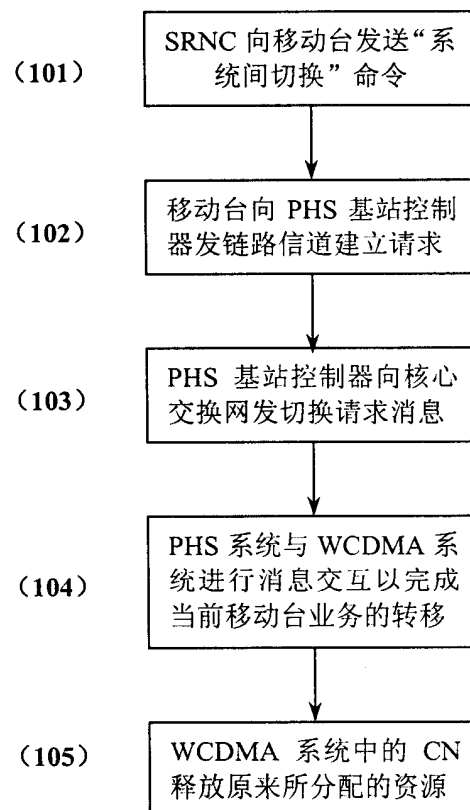 SRNC 向移动台发送“系
(101)
统间切换”命令
移动台向 PHS 基站控制
(102)
器发链路信道建立请求
PHS 基站控制器向核心
(103)
交换网发切换请求消息
PHS 系统与 WCDMA 系
(104)
统进行消息交互以完成
当前移动台业务的转移
(105)
WCDMA 系统中的 CN
释放原来所分配的资源